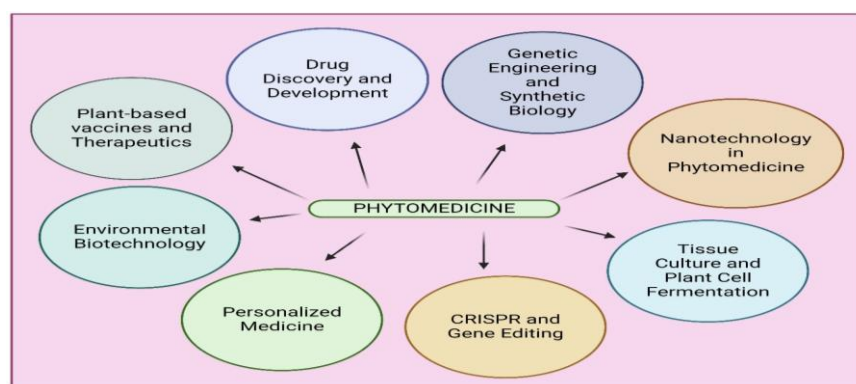 Drug
Discovery and
Development
Genetic
Engineering
and
Synthetic
Biology
Plant-based
vaccines and
Therapeutics
Nanotechnology
in
Phytomedicine
PHYTOMEDICINE
Environmental
Biotechnology
Tissue
Culture and
Plant Cell
Fermentation
Personalized
Medicine
CRISPR and
Gene Editing